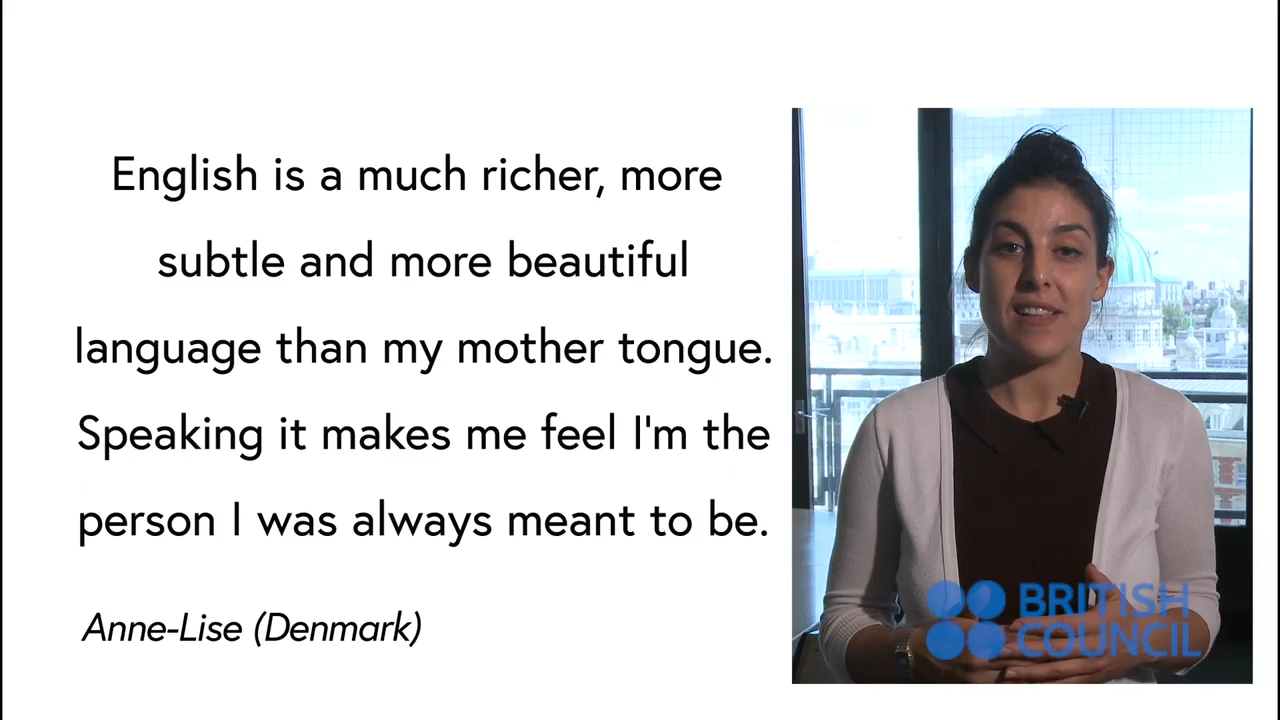 English is a much richer, more
subtle and more beautiful
language than my mother tongue.
Speaking it makes me feel I'm the
person I was always meant to be.
Anne-Lise (Denmark)
BRITISH
COUNCIL